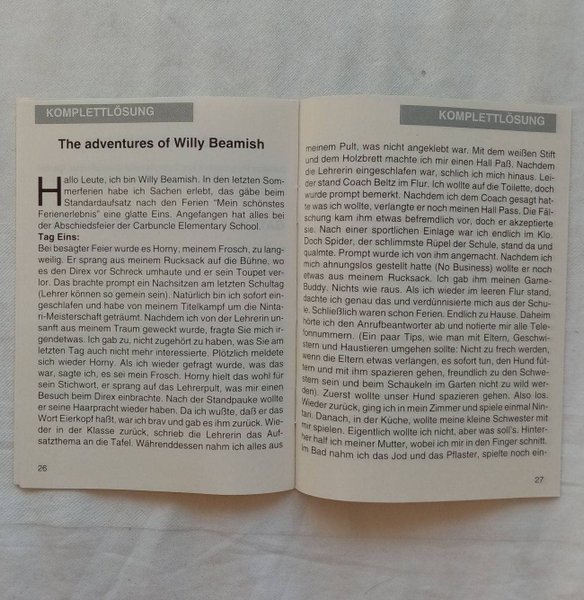 KOMPLETTLÖSUNG
The adventures of Willy Beamish
Hallo Leute, ich bin Willy Beamish. In den letzten Som-
merferien habe ich Sachen erlebt, das gäbe beim
Standardaufsatz nach den Ferien "Mein schönstes
Ferienerlebnis" eine glatte Eins. Angefangen hat alles bei
der Abschiedsfeier der Carbuncle Elementary School.
Tag Eins:
Bei besagter Feier wurde es Horny, meinem Frosch, zu lang-
weilig. Er sprang aus meinem Rucksack auf die Bühne, wo
es den Direx vor Schreck umhaute und er sein Toupet ver-
lor. Das brachte prompt ein Nachsitzen am letzten Schultag
(Lehrer können so gemein sein). Natürlich bin ich sofort ein-
geschlafen und habe von meinem Titelkampf um die Ninta-
ri-Meisterschaft geträumt. Nachdem ich von der Lehrerin un-
sanft aus meinem Traum geweckt wurde, fragte Sie mich ir-
gendetwas. Ich gab zu, nicht zugehört zu haben, was Sie am
letzten Tag auch nicht mehr interessierte. Plötzlich meldete
sich wieder Horny. Als ich wieder gefragt wurde, was das
war, sagte ich, es sei mein Frosch. Horny hielt das wohl für
sein Stichwort, er sprang auf das Lehrerpult, was mir einen
Besuch beim Direx einbrachte. Nach der Standpauke wollte
er seine Haarpracht wieder haben. Da ich wußte, daß er das
Wort Eierkopf haßt, war ich brav und gab es ihm zurück. Wie-
der in der Klasse zurück, schrieb die Lehrerin das Auf-
satzthema an die Tafel. Währenddessen nahm ich alles aus
26
KOMPLETTLÖSUNG
meinem Pult, was nicht angeklebt war. Mit dem weißen Stift
und dem Holzbrett machte ich mir einen Hall Paß. Nachdem
die Lehrerin eingeschlafen war, schlich ich mich hinaus. Lei-
der stand Coach Beltz im Flur. Ich wollte auf die Toilette, doch
wurde prompt bemerkt. Nachdem ich dem Coach gesagt hat-
te was ich wollte, verlangte er noch meinen Hall Pass. Die Fäl-
schung kam ihm etwas befremdlich vor, doch er akzeptierte
sie. Nach einer sportlichen Einlage war ich endlich im Klo.
Doch Spider, der schlimmste Rüpel der Schule, stand da und
qualmte. Prompt wurde ich von ihm angemacht. Nachdem ich
mich ahnungslos gestellt hatte (No Business) wollte er noch
etwas aus meinem Rucksack. Ich gab ihm meinen Game-
Buddy. Nichts wie raus. Als ich wieder im leeren Flur stand,
dachte ich genau das und verdünnisierte mich aus der Schu-
le. Schließlich waren schon Ferien. Endlich zu Hause. Daheim
hörte ich den Anrufbeantworter ab und notierte mir alle Tele-
fonnummern. (Ein paar Tips, wie man mit Eltern, Geschwi-
stern und Haustieren umgehen sollte: Nicht zu frech werden,
wenn die Eltern etwas verlangen, es sofort tun, den Hund füt-
tern und mit ihm spazieren gehen, freundlich zu den Schwe-
stern sein und beim Schaukeln im Garten nicht zu wild wer-
den). Zuerst wollte unser Hund spazieren gehen. Also los.
Wieder zurück, ging ich in mein Zimmer und spiele einmal Nin-
tari. Danach, in der Küche, wollte meine kleine Schwester mit
mir spielen. Eigentlich wollte ich nicht, aber was soll's. Hinter-
her half ich meiner Mutter, wobei ich mir in den Finger schnitt.
im Bad nahm ich das Jod und das Pflaster, spielte noch ein-
27